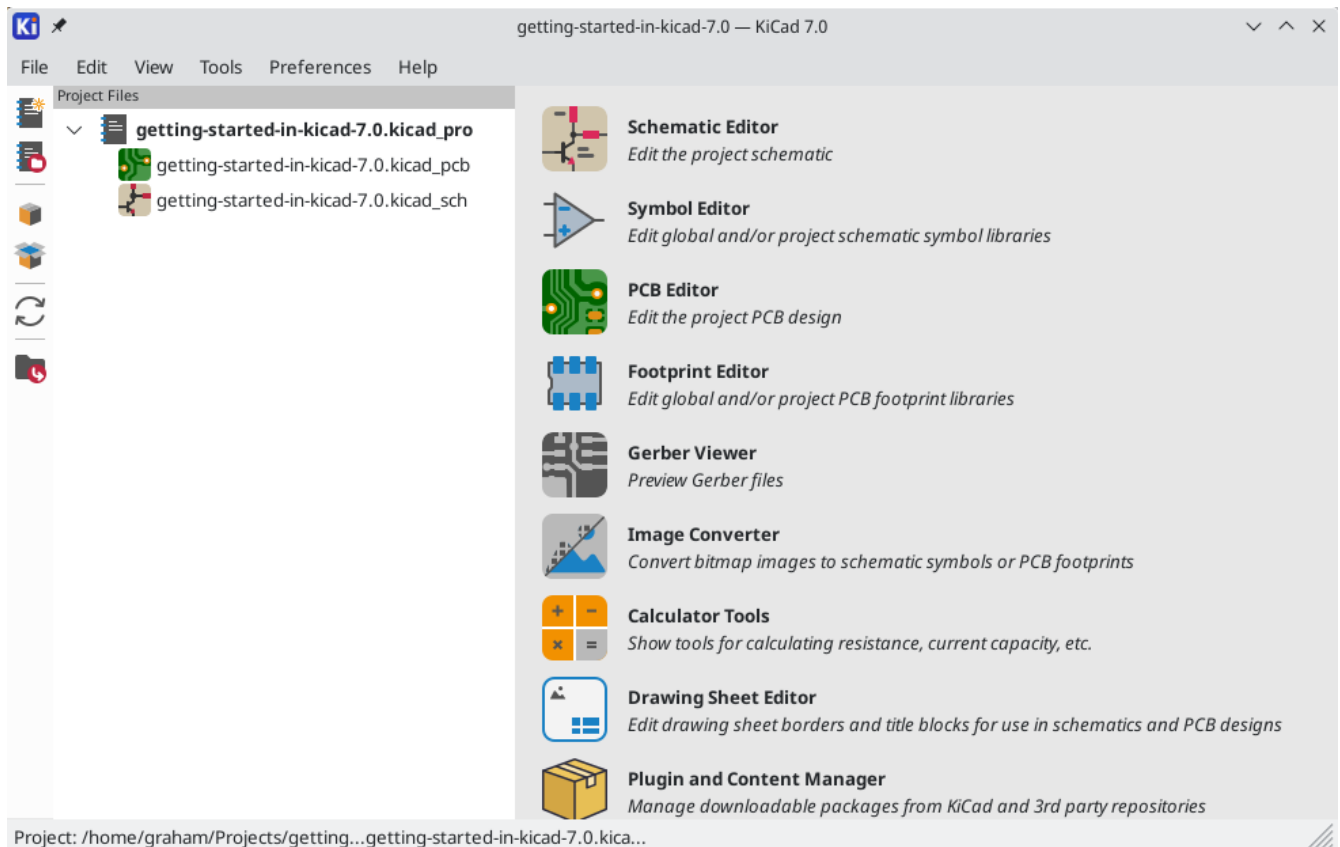 Ki getting-started-in-kicad-7.0 — KiCad 7.0
File Edit View Tools Preferences Help
Project Files
getting-started-in-kicad-7.0.kicad_pro
getting-started-in-kicad-7.0.kicad_pcb
getting-started-in-kicad-7.0.kicad_sch
Schematic Editor
Edit the project schematic
Symbol Editor
Edit global and/or project schematic symbol libraries
PCB Editor
Edit the project PCB design
Footprint Editor
Edit global and/or project PCB footprint libraries
Gerber Viewer
Preview Gerber files
Image Converter
Convert bitmap images to schematic symbols or PCB footprints
Calculator Tools
Show tools for calculating resistance, current capacity, etc.
Drawing Sheet Editor
Edit drawing sheet borders and title blocks for use in schematics and PCB designs
Plugin and Content Manager
Manage downloadable packages from KiCad and 3rd party repositories
Project: /home/graham/Projects/getting...getting-started-in-kicad-7.0.kica...